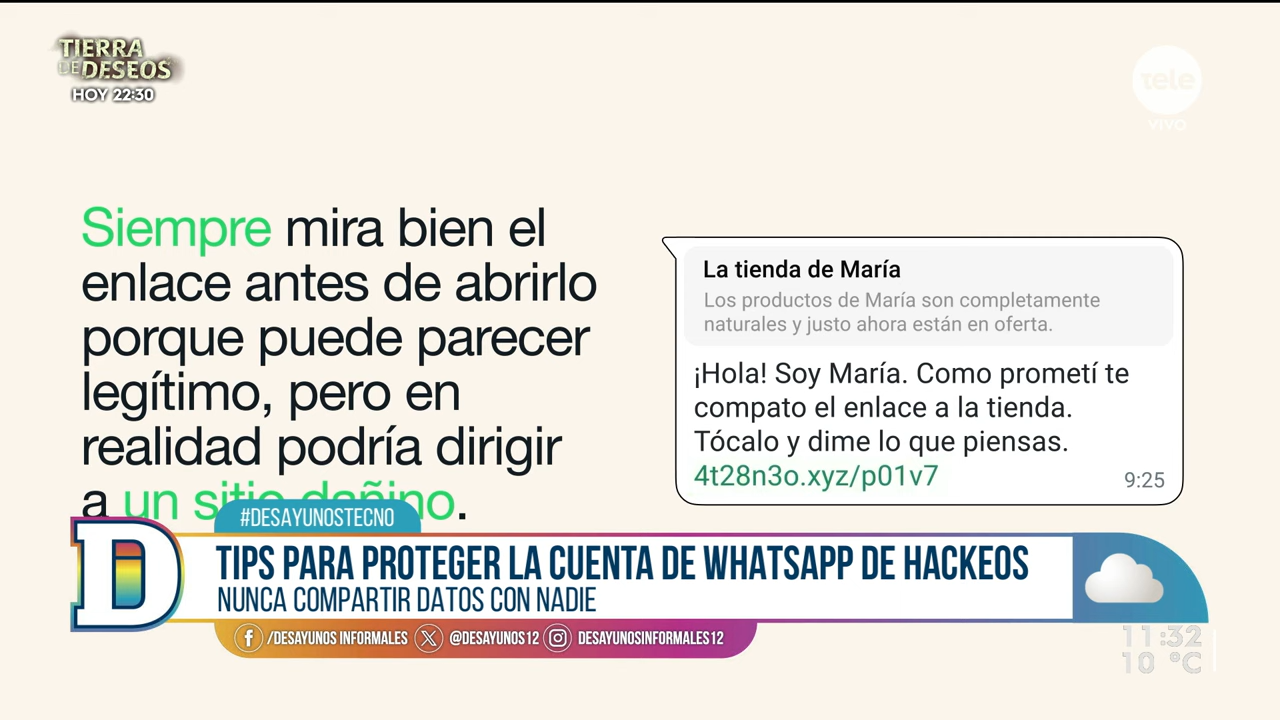 TIERRA
DE DESEOS
HOY 22:30
tele
VIVO
Siempre mira bien el
enlace antes de abrirlo
porque puede parecer
legítimo, pero en
realidad podría dirigir
a un sitio dañino.
La tienda de María
Los productos de María son completamente
naturales y justo ahora están en oferta.
¡Hola! Soy María. Como prometí te
compato el enlace a la tienda.
Tócalo y dime lo que piensas.
4t28n3o.xyz/p01v7
9:25
#DESAYUNOSTECNO
D
TIPS PARA PROTEGER LA CUENTA DE WHATSAPP DE HACKEOS
NUNCA COMPARTIR DATOS CON NADIE
/DESAYUNOS INFORMALES @DESAYUNOS12 DESAYUNOSINFORMALES12
11:32
10 °C